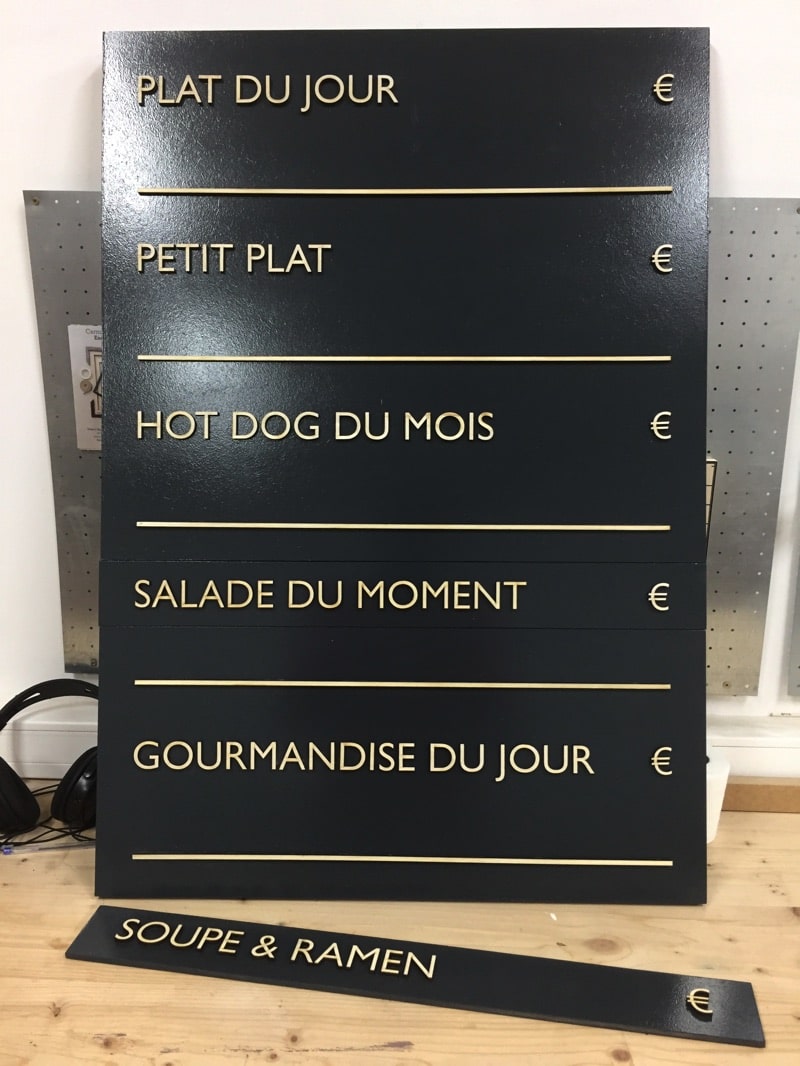 PLAT DU JOUR €
PETIT PLAT €
HOT DOG DU MOIS €
SALADE DU MOMENT €
GOURMANDISE DU JOUR €
SOUPE & RAMEN €